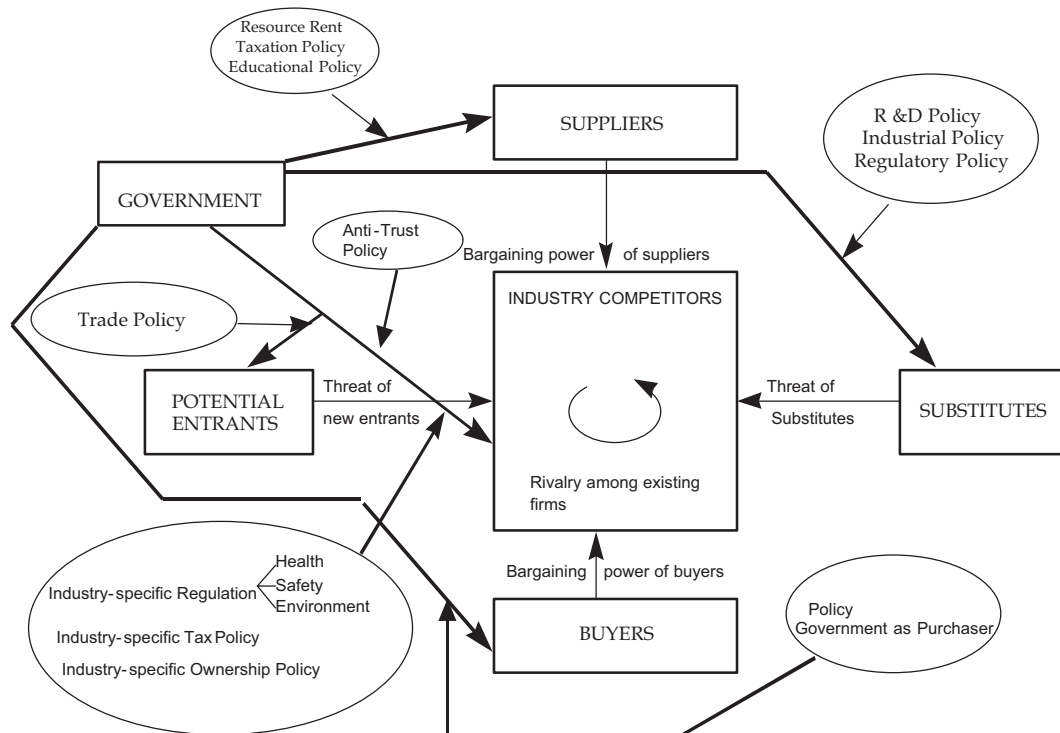 Resource Rent
Taxation Policy
Educational Policy
SUPPLIERS
R &D Policy
Industrial Policy
Regulatory Policy
GOVERNMENT
Anti-Trust
Policy
Bargaining power of suppliers
INDUSTRY COMPETITORS
Trade Policy
POTENTIAL
ENTRANTS
Threat of
new entrants
Threat of
Substitutes
SUBSTITUTES
Rivalry among existing
firms
Bargaining power of buyers
BUYERS
Industry-specific Regulation
Health
Safety
Environment
Industry-specific Tax Policy
Industry-specific Ownership Policy
Policy
Government as Purchaser